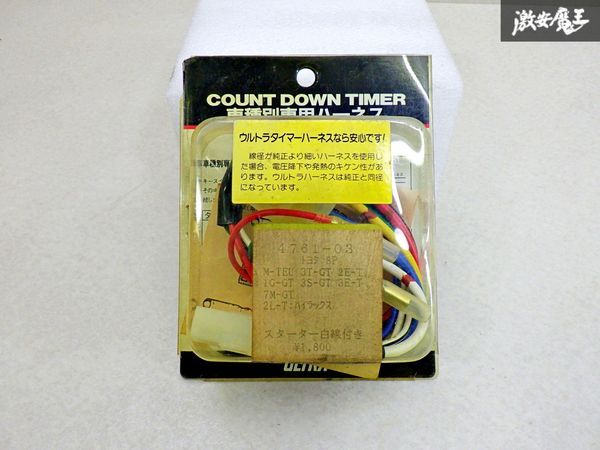 激安魔王
COUNT DOWN TIMER
車種別専用ハーネス
ウルトラタイマーハーネスなら安心です!
線径が純正より細いハーネスを使用し
た場合、電圧降下や発熱のキケン性があ
ります。ウルトラハーネスは純正と同径
になっています。
4761-03
トヨタ 8P
M-TEU 3T-GT 2E-T
1G-GT 3S-GT 3E-T
7M-GT
2L-T:ハイラックス
スターター白線付き
¥1,800
ULTRA